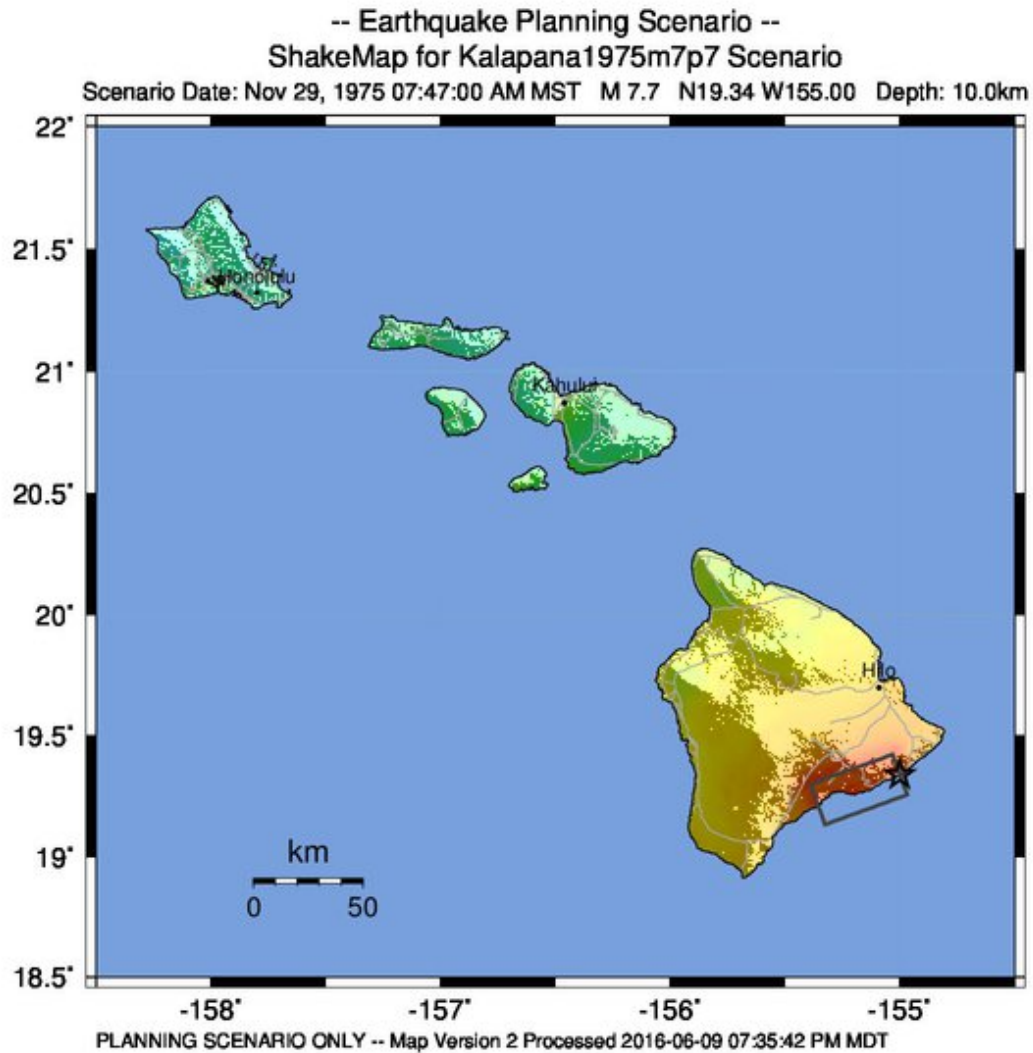 -- Earthquake Planning Scenario --
ShakeMap for Kalapana1975m7p7 Scenario
Scenario Date: Nov 29, 1975 07:47:00 AM MST M 7.7 N19.34 W155.00 Depth: 10.0km
22°
21.5°
Honolulu
21°
Kahului
20.5°
20°
Hilo
19.5°
19°
km
0 50
18.5°
-158° -157° -156° -155°
PLANNING SCENARIO ONLY -- Map Version 2 Processed 2016-06-09 07:35:42 PM MDT